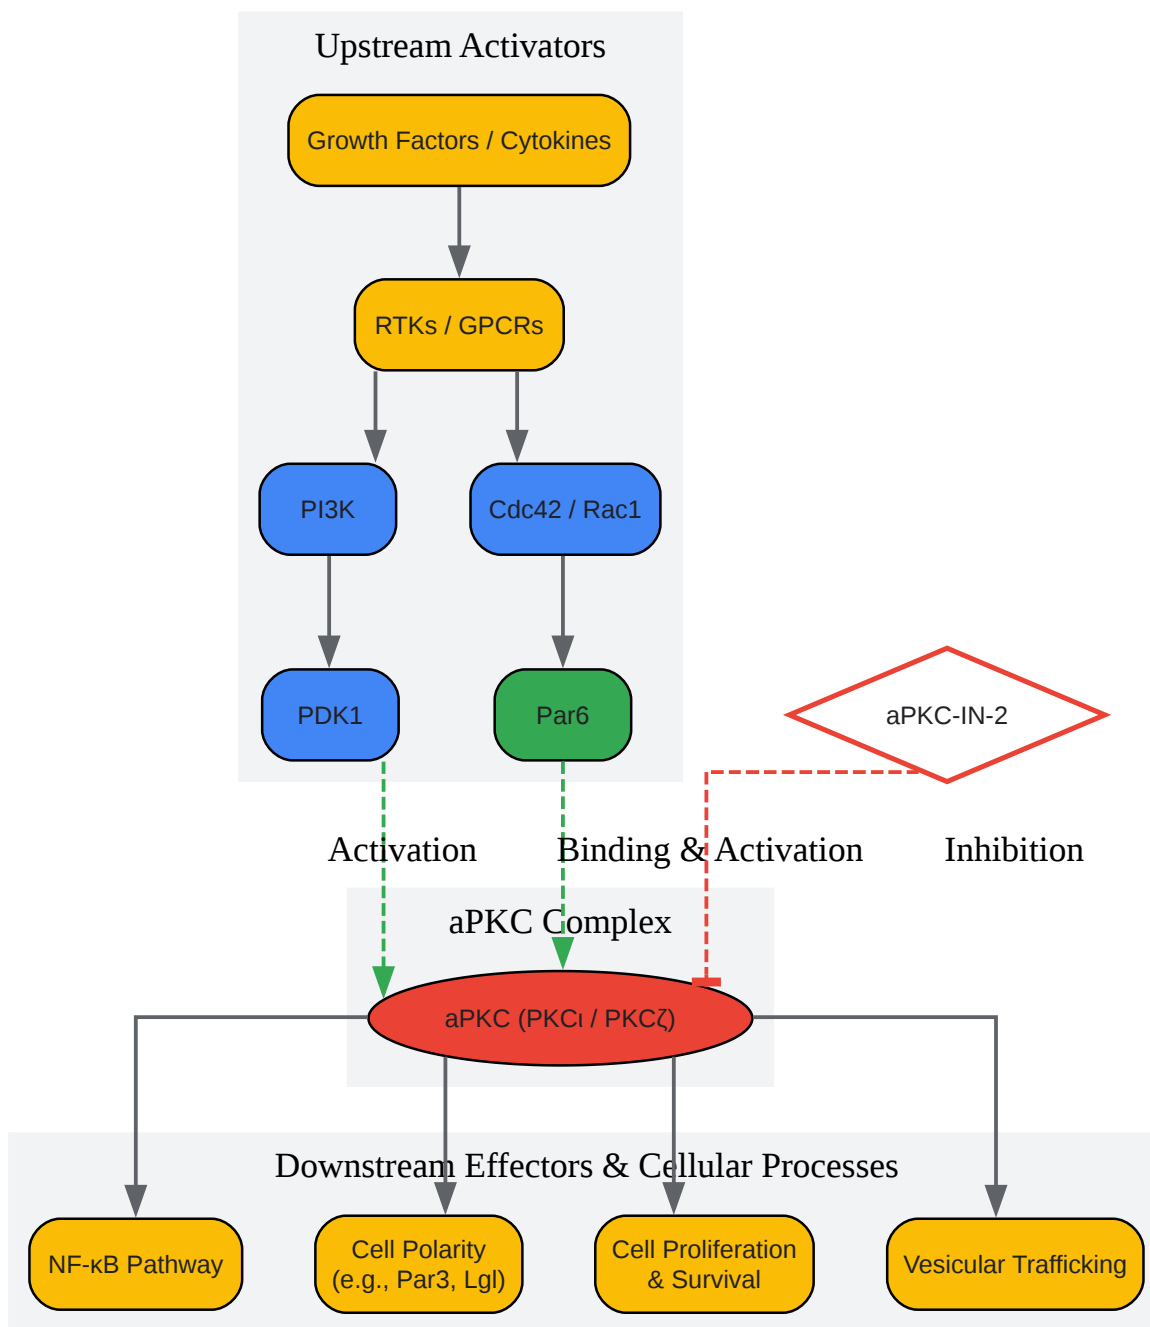 Upstream Activators
Growth Factors / Cytokines
RTKs / GPCRs
PI3K
Cdc42 / Rac1
PDK1
Par6
aPKC-IN-2
Activation
Binding & Activation
Inhibition
aPKC Complex
aPKC (PKCι / PKCζ)
Downstream Effectors & Cellular Processes
NF-κB Pathway
Cell Polarity
(e.g., Par3, Lgl)
Cell Proliferation
& Survival
Vesicular Trafficking